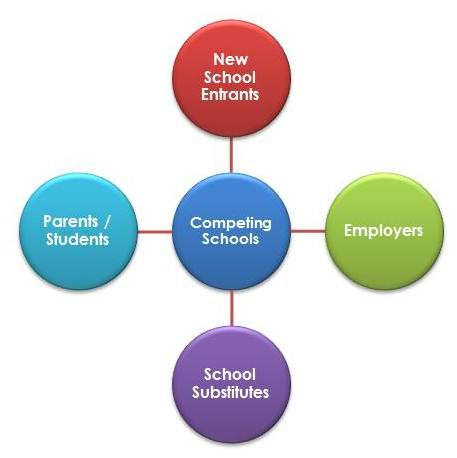 New
School
Entrants
Parents /
Students
Competing
Schools
Employers
School
Substitutes